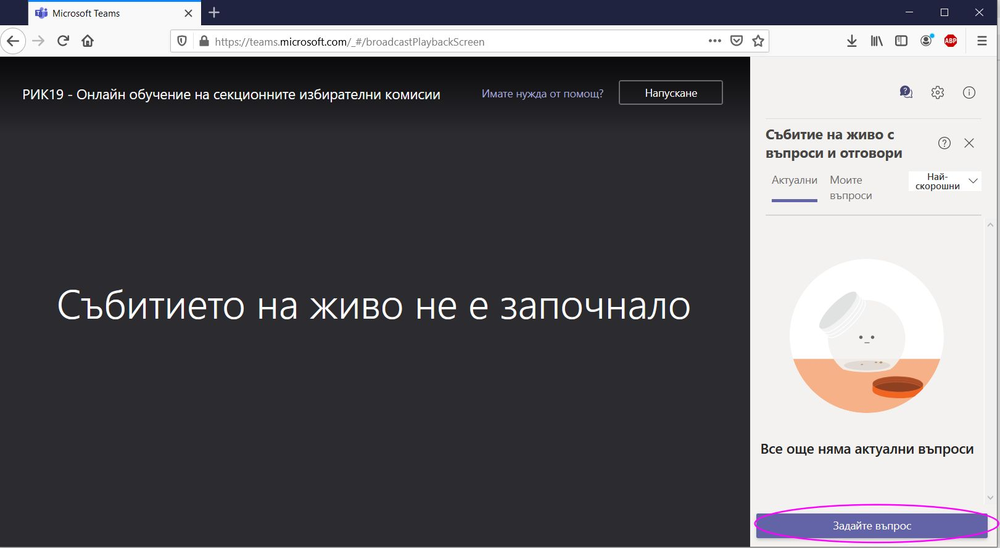 Microsoft Teams
https://teams.microsoft.com/_#/broadcastPlaybackScreen
ABP
РИК19 - Онлайн обучение на секционните избирателни комисии
Имате нужда от помощ?
Напускане
Събитие на живо с
въпроси и отговори
Актуални
Моите
въпроси
Най-
скорошни
Събитието на живо не е започнало
Все още няма актуални въпроси
Задайте въпрос